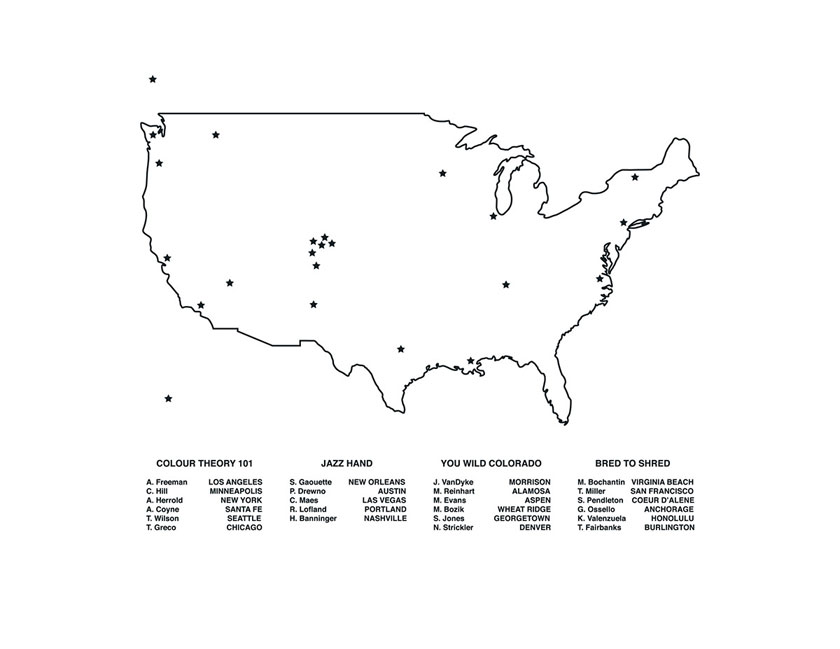 COLOUR THEORY 101
A. Freeman LOS ANGELES
C. Hill MINNEAPOLIS
A. Herrold NEW YORK
A. Coyne SANTA FE
T. Wilson SEATTLE
T. Greco CHICAGO
JAZZ HAND
S. Gaouette NEW ORLEANS
P. Drewno AUSTIN
C. Maes LAS VEGAS
R. Lofland PORTLAND
H. Banninger NASHVILLE
YOU WILD COLORADO
J. VanDyke MORRISON
M. Reinhart ALAMOSA
M. Evans ASPEN
M. Bozik WHEAT RIDGE
S. Jones GEORGETOWN
N. Strickler DENVER
BRED TO SHRED
M. Bochantin VIRGINIA BEACH
T. Miller SAN FRANCISCO
S. Pendleton COEUR D'ALENE
G. Ossello ANCHORAGE
K. Valenzuela HONOLULU
T. Fairbanks BURLINGTON